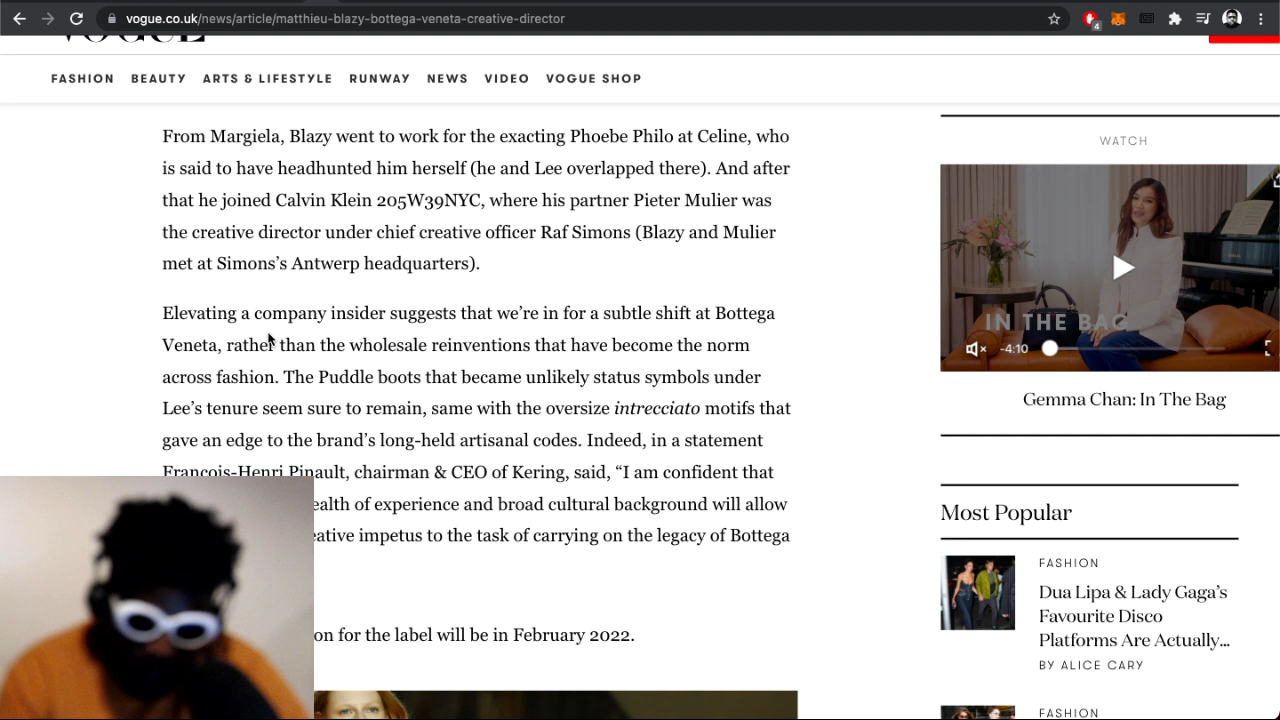 vogue.co.uk/news/article/matthieu-blazy-bottega-veneta-creative-director
4
VOGUE
FASHION BEAUTY ARTS & LIFESTYLE RUNWAY NEWS VIDEO VOGUE SHOP
From Margiela, Blazy went to work for the exacting Phoebe Philo at Celine, who
is said to have headhunted him herself (he and Lee overlapped there). And after
that he joined Calvin Klein 205W39NYC, where his partner Pieter Mulier was
the creative director under chief creative officer Raf Simons (Blazy and Mulier
met at Simons’s Antwerp headquarters).
Elevating a company insider suggests that we’re in for a subtle shift at Bottega
Veneta, rather than the wholesale reinventions that have become the norm
across fashion. The Puddle boots that became unlikely status symbols under
Lee’s tenure seem sure to remain, same with the oversize intrecciato motifs that
gave an edge to the brand’s long-held artisanal codes. Indeed, in a statement
Francois-Henri Pinault, chairman & CEO of Kering, said, “I am confident that
ealth of experience and broad cultural background will allow
eative impetus to the task of carrying on the legacy of Bottega
on for the label will be in February 2022.
WATCH
IN THE BAG
-4:10
Gemma Chan: In The Bag
Most Popular
FASHION
Dua Lipa & Lady Gaga’s
Favourite Disco
Platforms Are Actually...
BY ALICE CARY
FASHION